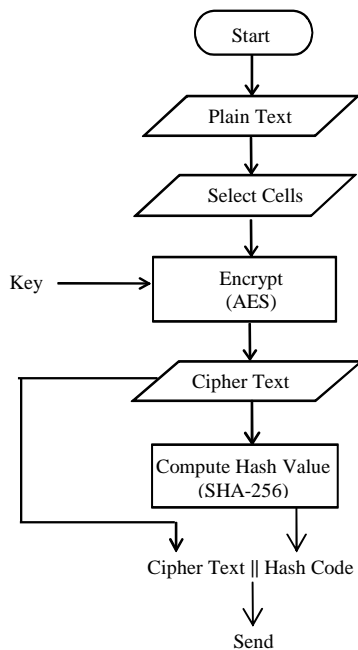 Start
Plain Text
Select Cells
Key
Encrypt
(AES)
Cipher Text
Compute Hash Value
(SHA-256)
Cipher Text || Hash Code
Send